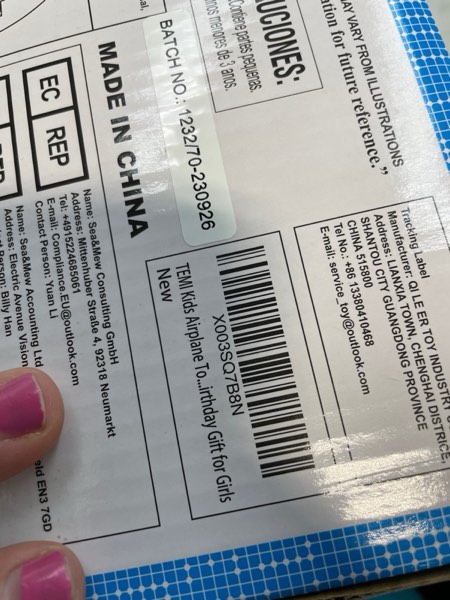 UCIONES:
Contiene partes pequeñas.
menores de 3 anos.
MAY VARY FROM ILLUSTRATIONS
ation for future reference."
BATCH NO.: 1232/70-230926
MADE IN CHINA
EC REP
Name: Sea&Mew Consulting GmbH
Address: Mittenhuber Straße 4, 92318 Neumarkt
Tel: +4915224685061
E-mail: Compliance.EU@outlook.com
Contact Person: Yuan Li
REP
Name: Sea&Mew Accounting Ltd
Address: Electric Avenue Vision
Person: Billy Han
eld EN3 7GD
Tracking Label
Manufacturer: QI LE ER TOY INDUSTRY
Address: LIANXIA TOWN, CHENGHAI DISTRICE,
SHANTOU CITY GUANGDONG PROVINCE
CHINA 515800
Tel No.: +86 13380410468
E-mail: service_toy@outlook.com
X003SQ7B8N
TEMI Kids Airplane To...irthday Gift for Girls
New